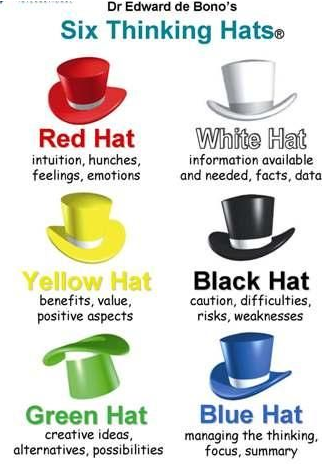 Dr Edward de Bono's
Six Thinking Hats®
Red Hat
intuition, hunches,
feelings, emotions
White Hat
information available
and needed, facts, data
Yellow Hat
benefits, value,
positive aspects
Black Hat
caution, difficulties,
risks, weaknesses
Green Hat
creative ideas,
alternatives, possibilities
Blue Hat
managing the thinking,
focus, summary